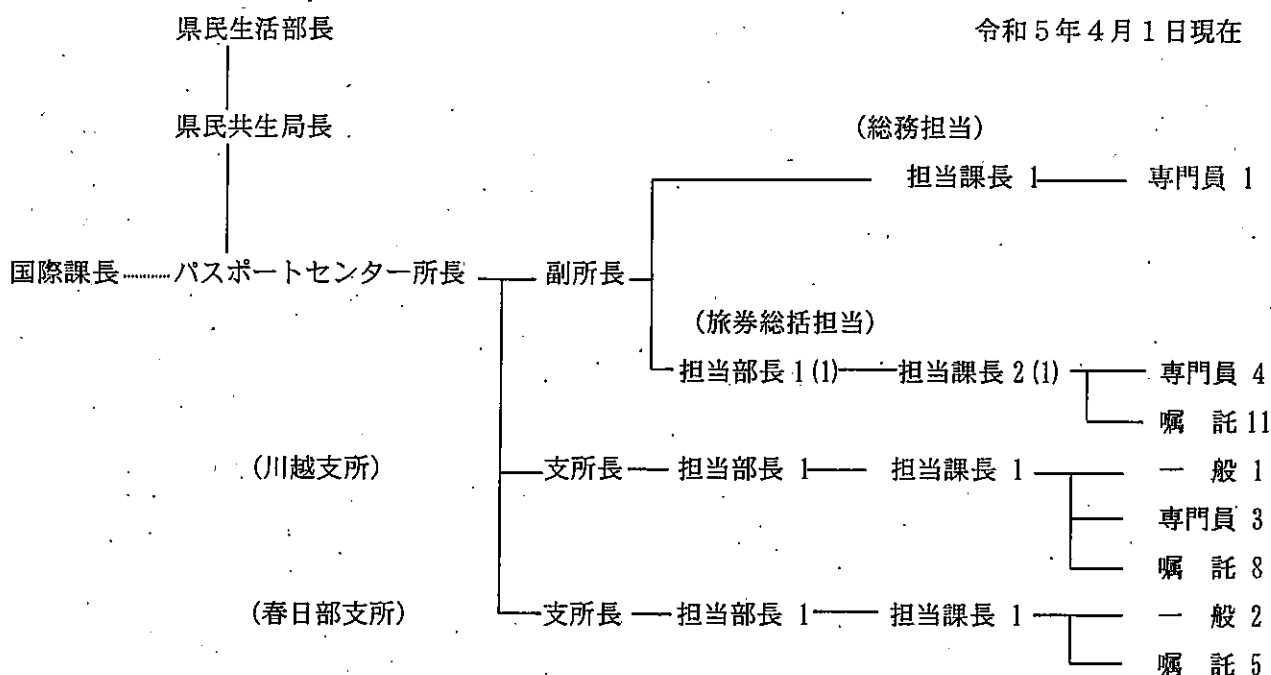 県民生活部長
令和5年4月1日現在
県民共生局長
(総務担当)
担当課長 1 専門員 1
国際課長 パスポートセンター所長 副所長
(旅券総括担当)
担当部長 1(1) 担当課長 2(1) 専門員 4
嘱 託 11
(川越支所) 支所長 担当部長 1 担当課長 1 一 般 1
専門員 3
嘱 託 8
(春日部支所) 支所長 担当部長 1 担当課長 1 一 般 2
嘱 託 5